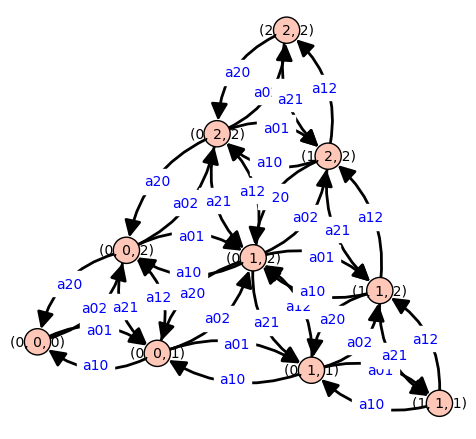 (2, 2, 2)
a20
a12
a0
a21
a01
(0, 2, 2)
(1, 2, 2)
a10
a20
a12
20
a02
a21
a12
a02
a21
a01
(0, 0, 2)
(0, 1, 2)
a01
a10
a20
a12
a20
a10
(1, 1, 2)
a02
a21
a12
a02
a21
a20
a01
a01
a02
a12
(0, 0, 0)
(0, 0, 1)
a21
a01
a10
a10
(0, 1, 1)
a10
(1, 1, 1)